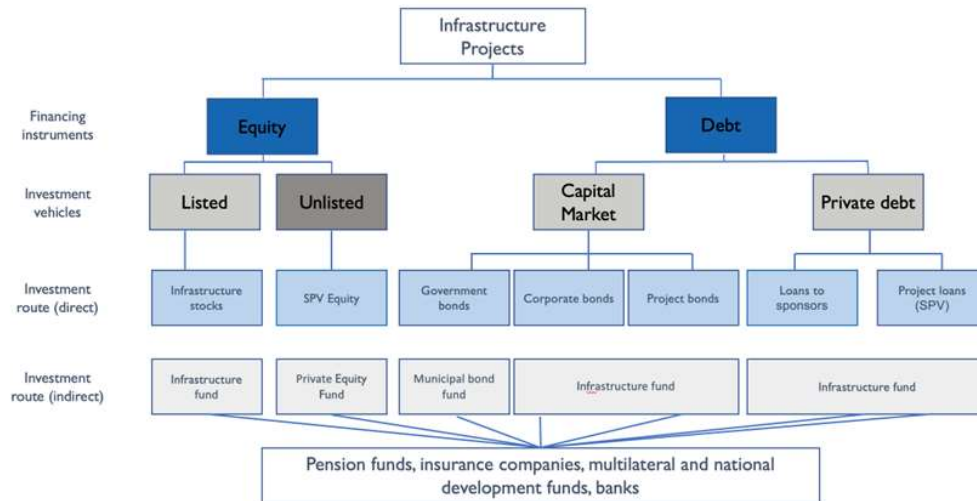 Infrastructure
Projects
Financing
instruments
Equity
Debt
Investment
vehicles
Listed
Unlisted
Capital
Market
Private debt
Investment
route (direct)
Infrastructure
stocks
SPV Equity
Government
bonds
Corporate bonds
Project bonds
Loans to
sponsors
Project loans
(SPV)
Investment
route (indirect)
Infrastructure
fund
Private Equity
Fund
Municipal bond
fund
Infrastructure fund
Infrastructure fund
Pension funds, insurance companies, multilateral and national
development funds, banks